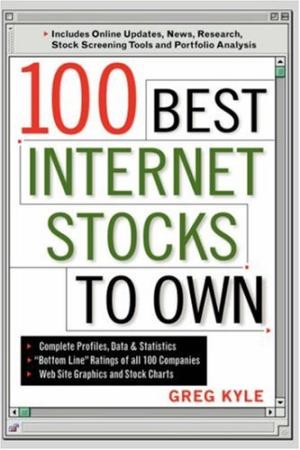 ▸ Includes Online Updates, News, Research,
Stock Screening Tools and Portfolio Analysis
100 BEST
INTERNET
STOCKS
TO OWN
▸ Complete Profiles, Data & Statistics
▸ "Bottom Line" Ratings of all 100 Companies
▸ Web Site Graphics and Stock Charts
GREG KYLE